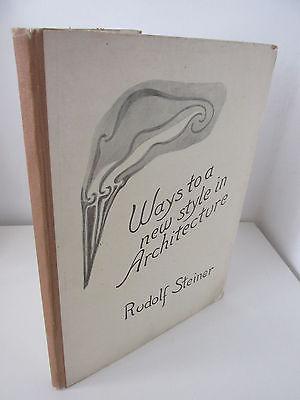 Ways to a
new style in
Architecture
Rudolf Steiner